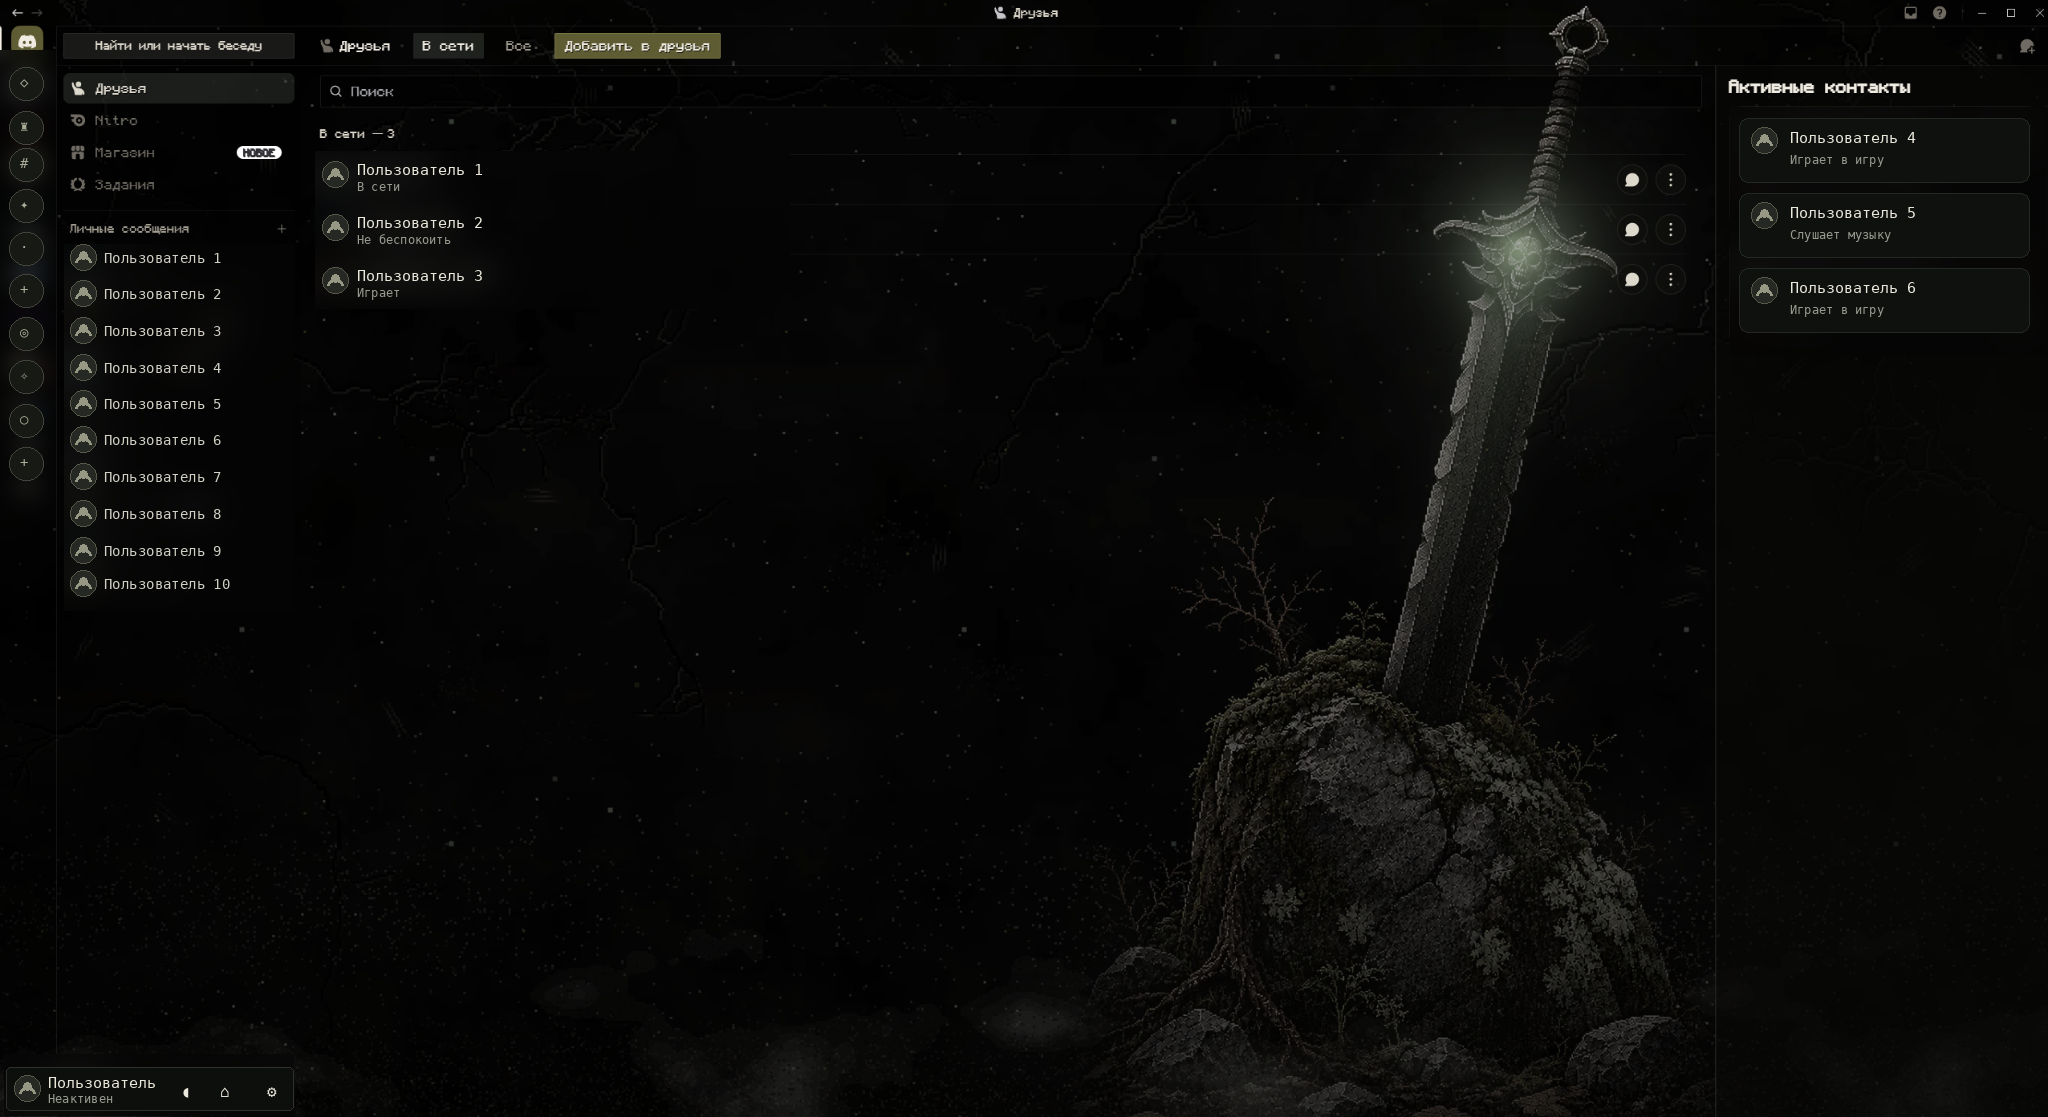 Друзья
Найти или начать беседу
Друзья
В сети
Все
Добавить в друзья
Друзья
Nitro
Магазин
НОВОЕ
Задания
Личные сообщения
Пользователь 1
Пользователь 2
Пользователь 3
Пользователь 4
Пользователь 5
Пользователь 6
Пользователь 7
Пользователь 8
Пользователь 9
Пользователь 10
Пользователь
Неактивен
Поиск
В сети — 3
Пользователь 1
В сети
Пользователь 2
Не беспокоить
Пользователь 3
Играет
Активные контакты
Пользователь 4
Играет в игру
Пользователь 5
Слушает музыку
Пользователь 6
Играет в игру